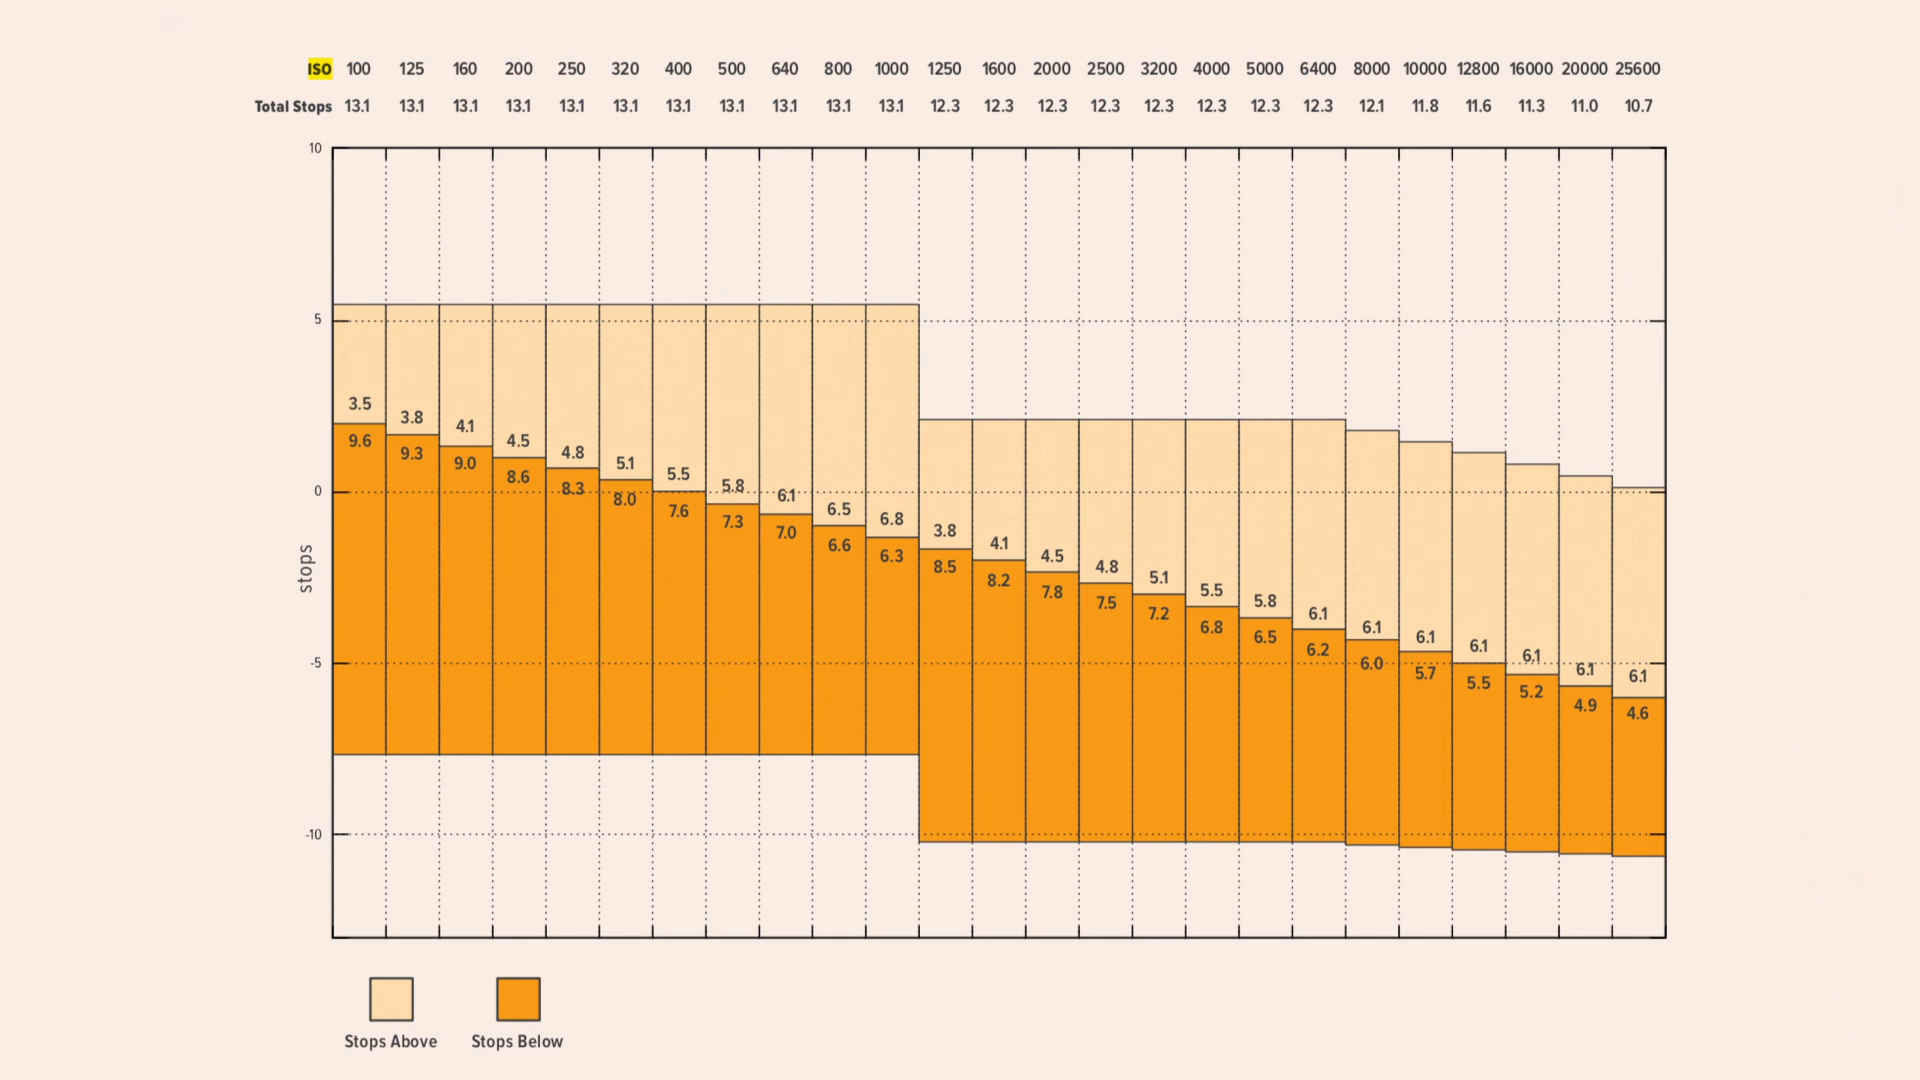 ISO 100 125 160 200 250 320 400 500 640 800 1000 1250 1600 2000 2500 3200 4000 5000 6400 8000 10000 12800 16000 20000 25600
Total Stops 13.1 13.1 13.1 13.1 13.1 13.1 13.1 13.1 13.1 13.1 13.1 12.3 12.3 12.3 12.3 12.3 12.3 12.3 12.3 12.1 11.8 11.6 11.3 11.0 10.7
10
5
0
-5
-10
stops
3.5 3.8 4.1 4.5 4.8 5.1 5.5 5.8 6.1 6.5 6.8 3.8 4.1 4.5 4.8 5.1 5.5 5.8 6.1 6.1 6.1 6.1 6.1 6.1 6.1
9.6 9.3 9.0 8.6 8.3 8.0 7.6 7.3 7.0 6.6 6.3 8.5 8.2 7.8 7.5 7.2 6.8 6.5 6.2 6.0 5.7 5.5 5.2 4.9 4.6
Stops Above Stops Below